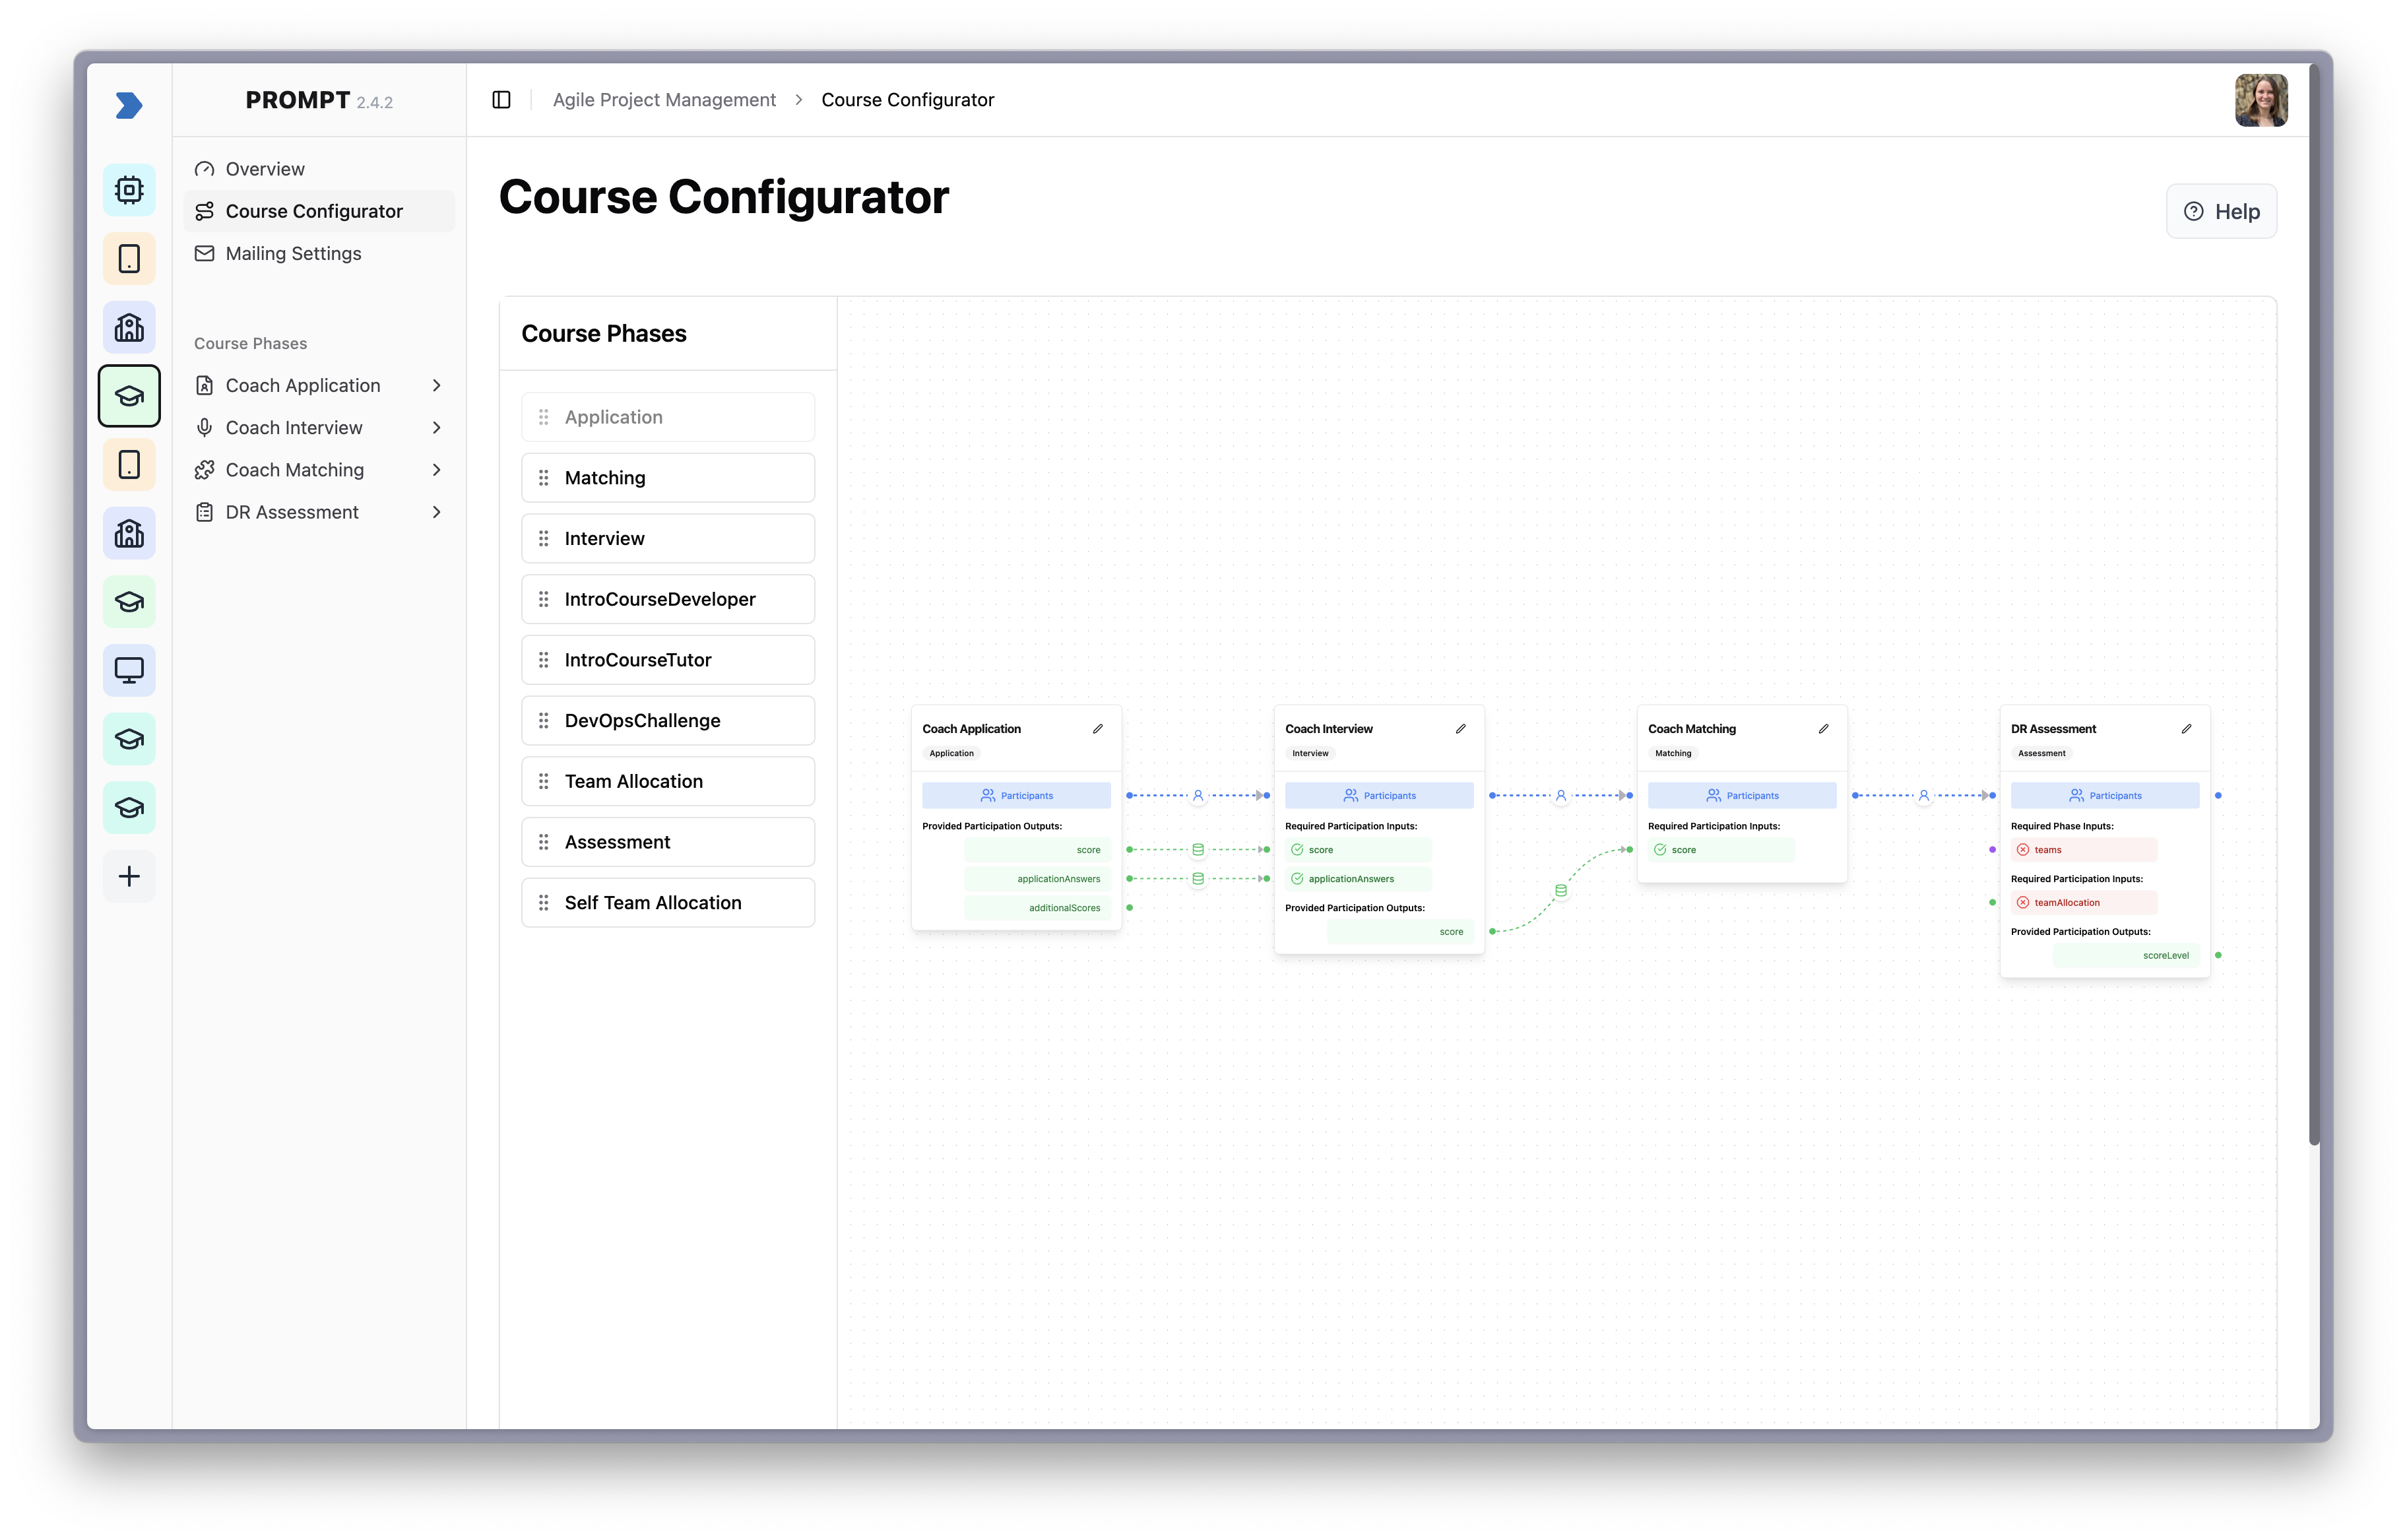 PROMPT 2.4.2
Agile Project Management
Course Configurator
Overview
Course Configurator
Mailing Settings
Course Phases
Coach Application
Coach Interview
Coach Matching
DR Assessment
Course Configurator
Help
Course Phases
Application
Matching
Interview
IntroCourseDeveloper
IntroCourseTutor
DevOpsChallenge
Team Allocation
Assessment
Self Team Allocation
Coach Application
Application
Participants
Provided Participation Outputs:
score
applicationAnswers
additionalScores
Coach Interview
Interview
Participants
Required Participation Inputs:
score
applicationAnswers
Provided Participation Outputs:
score
Coach Matching
Matching
Participants
Required Participation Inputs:
score
DR Assessment
Assessment
Participants
Required Phase Inputs:
teams
Required Participation Inputs:
teamAllocation
Provided Participation Outputs:
scoreLevel